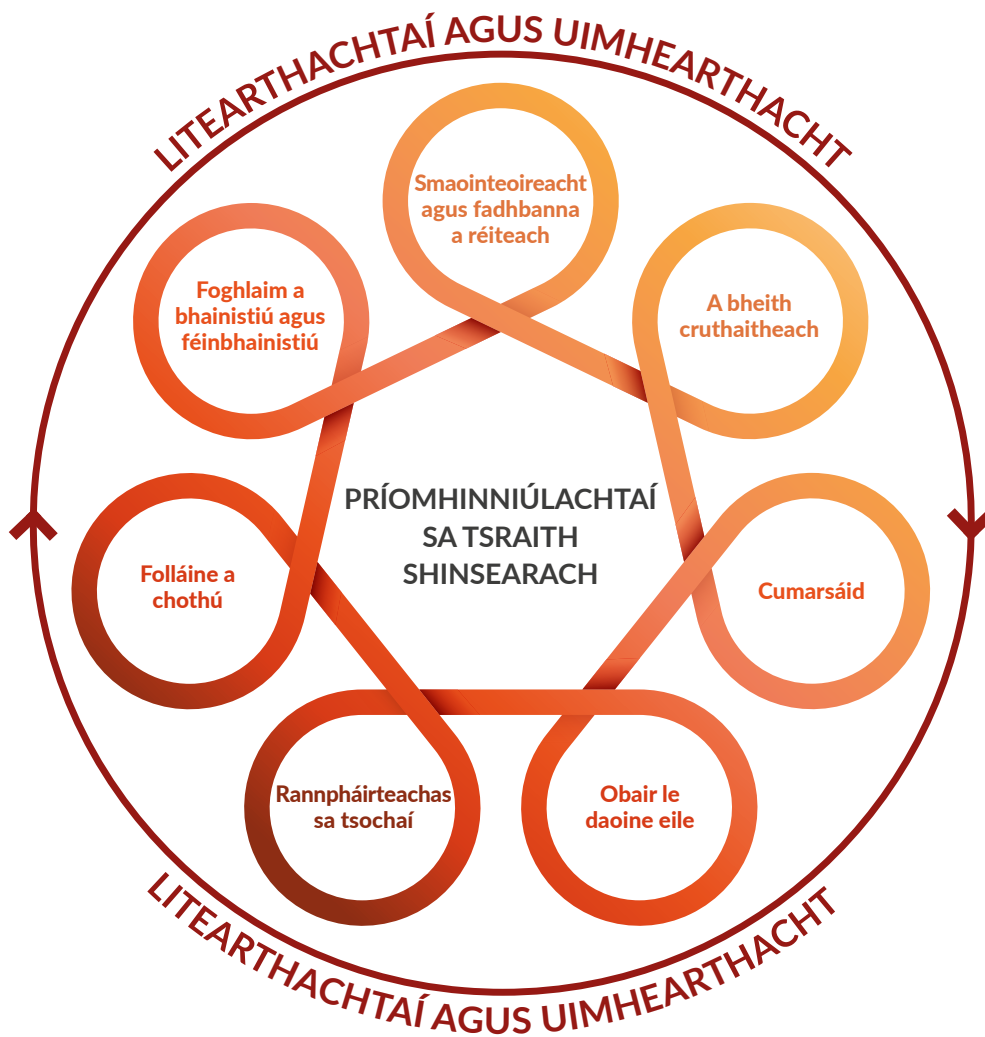 LITEARTHACHTAÍ AGUS UIMHEARTHACHT
Smaointeoireacht
agus fadhbanna
a réiteach
A bheith
cruthaitheach
Cumarsáid
Obair le
daoine eile
Rannpháirteachas
sa tsochaí
Folláine a
chothú
Foghlaim a
bhainistiú agus
féinbhainistiú
PRÍOMHINNIÚLACHTAÍ
SA TSRAITH
SHINSEARACH
LITEARTHACHTAÍ AGUS UIMHEARTHACHT